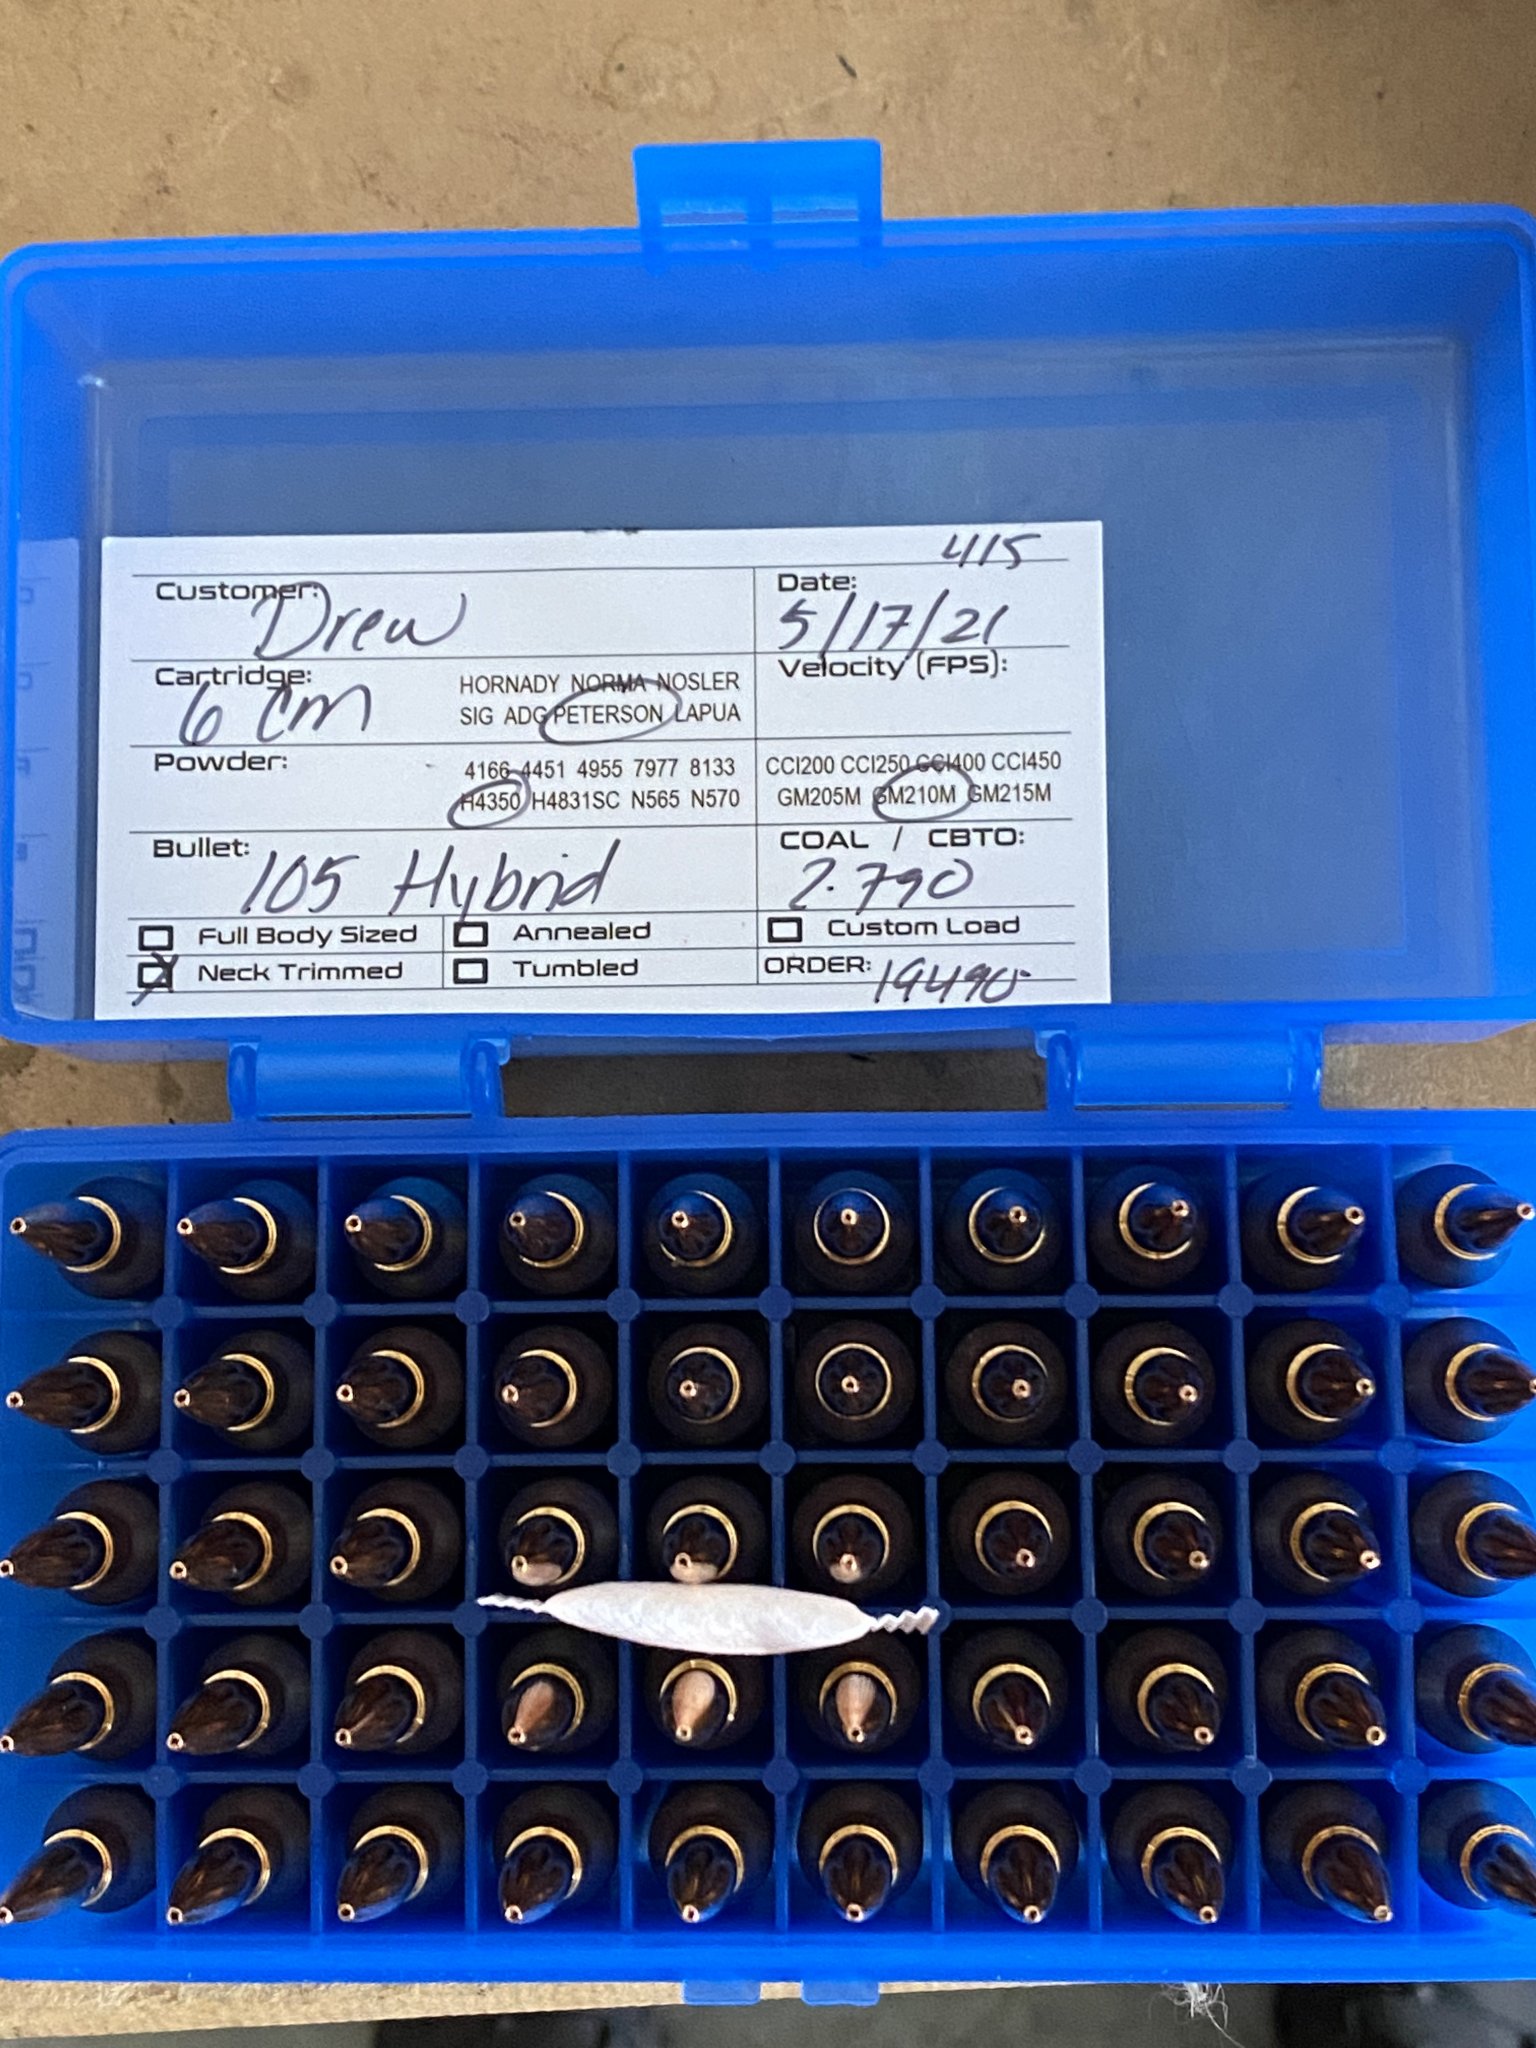 415
Customer: Drew
Date: 5/17/21
Cartridge: 6 Cm
HORNADY NORMA NOSLER
SIG ADG PETERSON LAPUA
Velocity (FPS):
Powder:
4166 4451 4955 7977 8133
H4350 H4831SC N565 N570
CCI200 CCI250 CCI400 CCI450
GM205M GM210M GM215M
Bullet: 105 Hybrid
COAL / CBTO: 2.790
Full Body Sized
Annealed
Custom Load
Neck Trimmed
Tumbled
ORDER: 19490